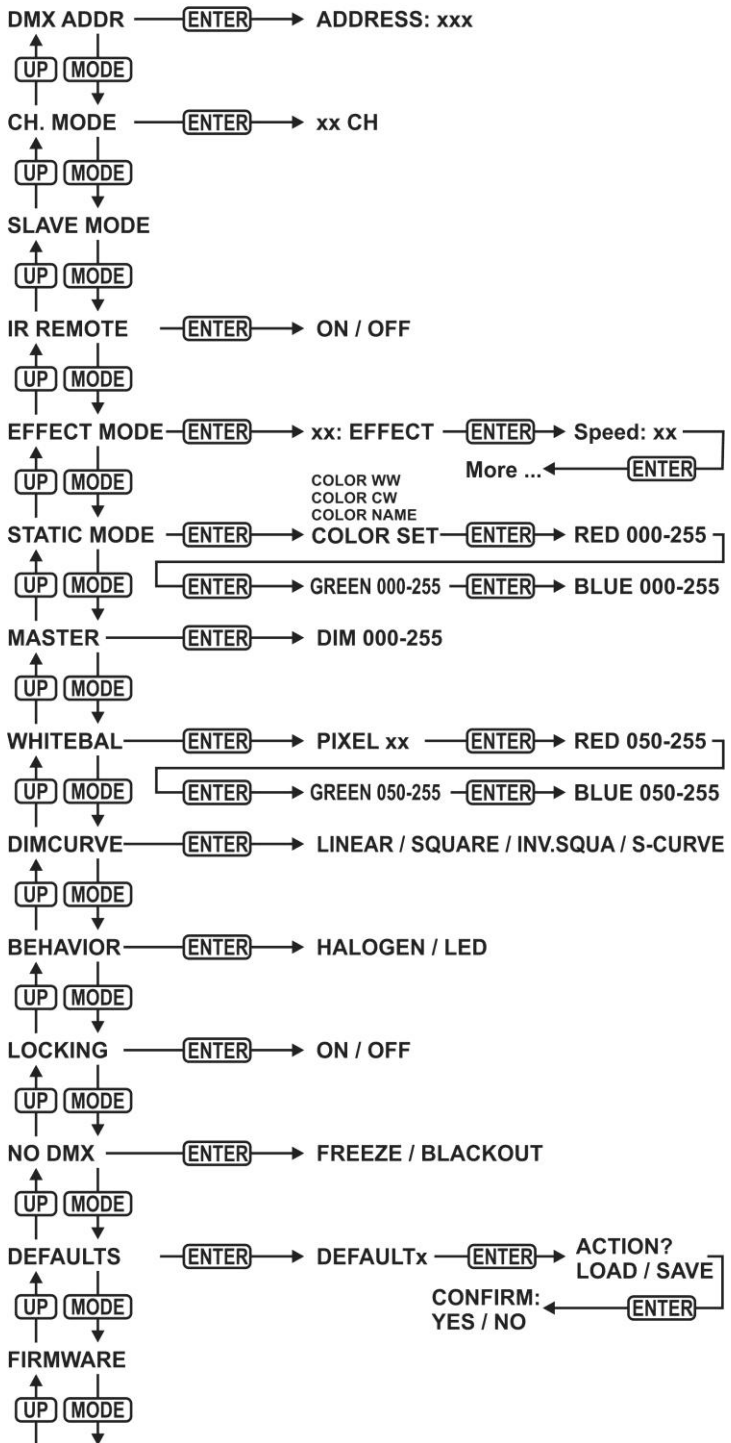 DMX ADDR ENTER ADDRESS: xxx
UP MODE
CH. MODE ENTER xx CH
UP MODE
SLAVE MODE
UP MODE
IR REMOTE ENTER ON / OFF
UP MODE
EFFECT MODE ENTER xx: EFFECT ENTER Speed: xx
More ... ENTER
UP MODE
COLOR WW
COLOR CW
COLOR NAME
STATIC MODE ENTER COLOR SET ENTER RED 000-255
UP MODE ENTER GREEN 000-255 ENTER BLUE 000-255
MASTER ENTER DIM 000-255
UP MODE
WHITEBAL ENTER PIXEL xx ENTER RED 050-255
UP MODE ENTER GREEN 050-255 ENTER BLUE 050-255
DIMCURVE ENTER LINEAR / SQUARE / INV.SQUA / S-CURVE
UP MODE
BEHAVIOR ENTER HALOGEN / LED
UP MODE
LOCKING ENTER ON / OFF
UP MODE
NO DMX ENTER FREEZE / BLACKOUT
UP MODE
DEFAULTS ENTER DEFAULTx ENTER ACTION?
LOAD / SAVE
UP MODE CONFIRM: ENTER
YES / NO
FIRMWARE
UP MODE